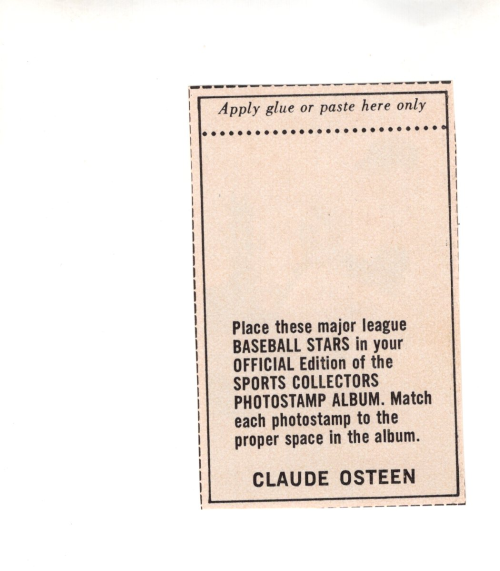 Apply glue or paste here only
Place these major league
BASEBALL STARS in your
OFFICIAL Edition of the
SPORTS COLLECTORS
PHOTOSTAMP ALBUM. Match
each photostamp to the
proper space in the album.
CLAUDE OSTEEN